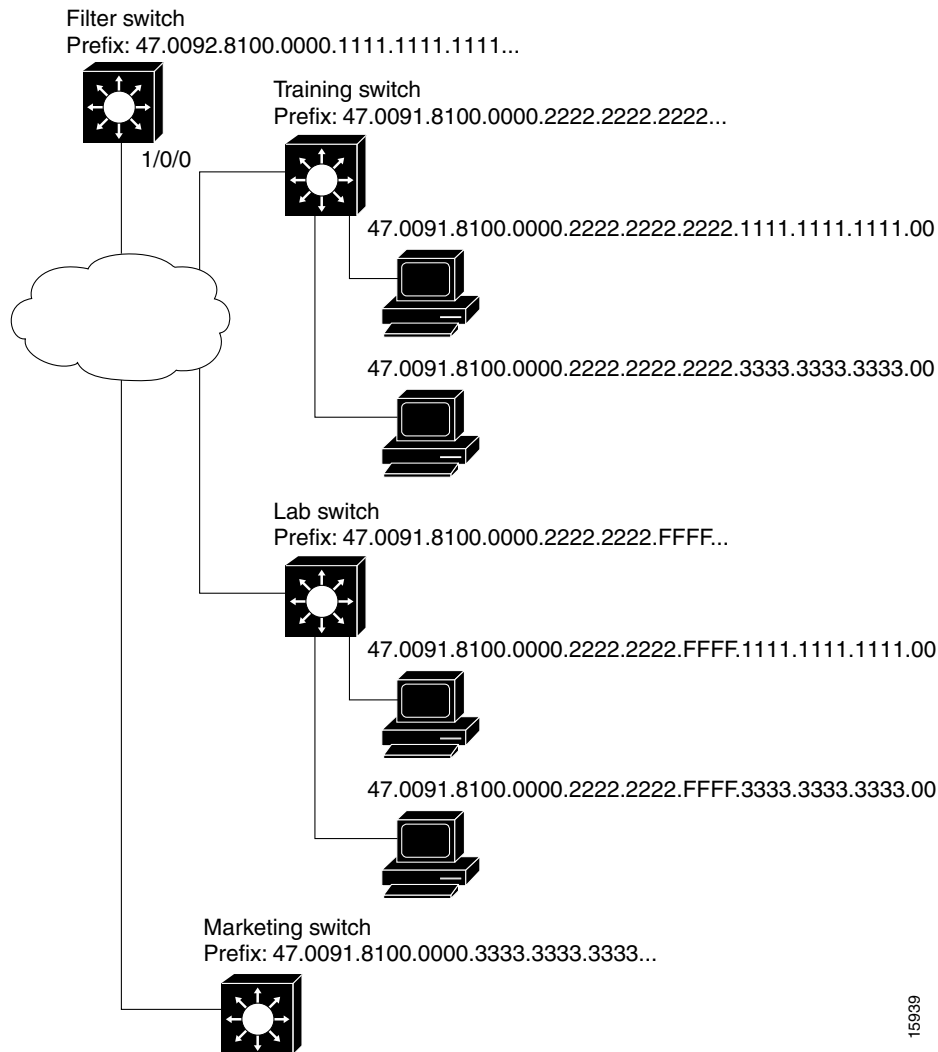 Filter switch
Prefix: 47.0092.8100.0000.1111.1111.1111...
1/0/0
Training switch
Prefix: 47.0091.8100.0000.2222.2222.2222...
47.0091.8100.0000.2222.2222.2222.1111.1111.1111.00
47.0091.8100.0000.2222.2222.2222.3333.3333.3333.00
Lab switch
Prefix: 47.0091.8100.0000.2222.2222.FFFF...
47.0091.8100.0000.2222.2222.FFFF.1111.1111.1111.00
47.0091.8100.0000.2222.2222.FFFF.3333.3333.3333.00
Marketing switch
Prefix: 47.0091.8100.0000.3333.3333.3333...
15939